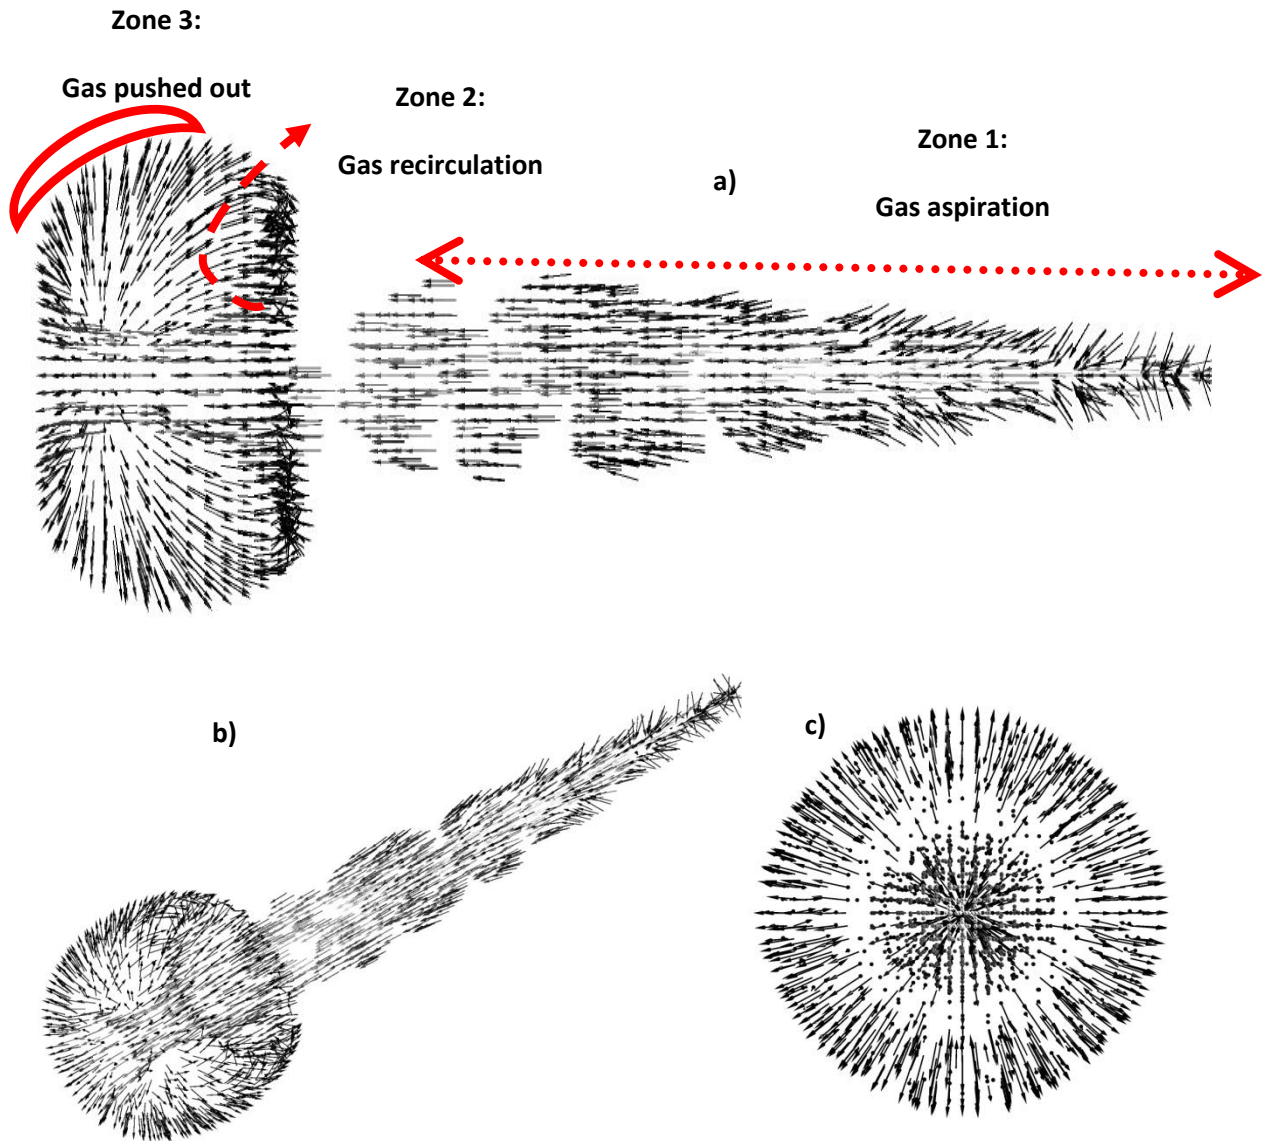 Zone 3:
Gas pushed out
Zone 2:
Gas recirculation
Zone 1:
a)
Gas aspiration
b)
c)